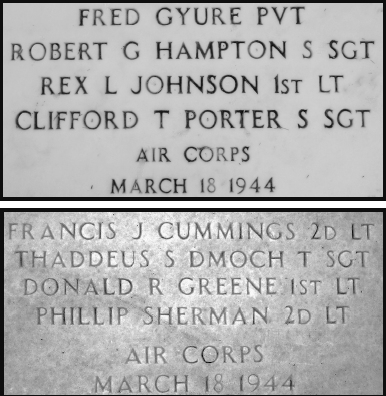 FRED GYURE PVT
ROBERT G HAMPTON S SGT
REX L JOHNSON 1ST LT
CLIFFORD T PORTER S SGT
AIR CORPS
MARCH 18 1944
FRANCIS J CUMMINGS 2D LT
THADDEUS S DMOCH T SGT
DONALD R GREENE 1ST LT
PHILLIP SHERMAN 2D LT
AIR CORPS
MARCH 18 1944